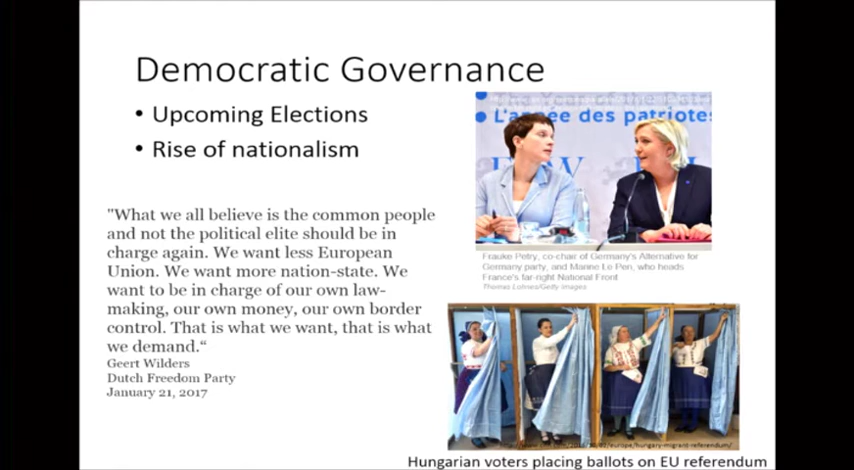 Democratic Governance
• Upcoming Elections
• Rise of nationalism
"What we all believe is the common people
and not the political elite should be in
charge again. We want less European
Union. We want more nation-state. We
want to be in charge of our own law-
making, our own money, our own border
control. That is what we want, that is what
we demand.“
Geert Wilders
Dutch Freedom Party
January 21, 2017
L'année des patriotes
Frauke Petry, co-chair of Germany's Alternative for
Germany party, and Marine Le Pen, who heads
France's far-right National Front
Thomas Lohnes/Getty Images
/europe/hungary-migrant-referendum/
Hungarian voters placing ballots on EU referendum